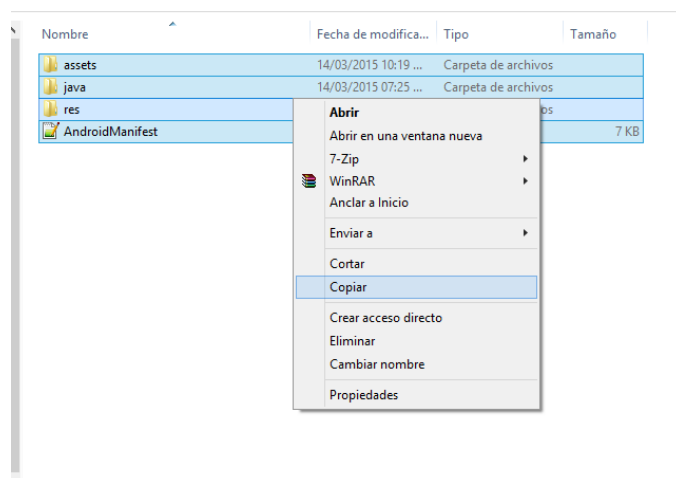 Nombre Fecha de modifica... Tipo Tamaño
assets 14/03/2015 10:19 ... Carpeta de archivos
java 14/03/2015 07:25 ... Carpeta de archivos
res os
AndroidManifest 7 KB
Abrir
Abrir en una ventana nueva
7-Zip
WinRAR
Anclar a Inicio
Enviar a
Cortar
Copiar
Crear acceso directo
Eliminar
Cambiar nombre
Propiedades